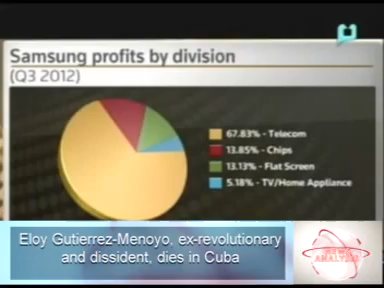 Samsung profits by division
(Q3 2012)
67.83% - Telecom
13.85% - Chips
13.13% - Flat Screen
5.18% - TV/Home Appliance
Eloy Gutierrez-Menoyo, ex-revolutionary
and dissident, dies in Cuba
ANALYSIS